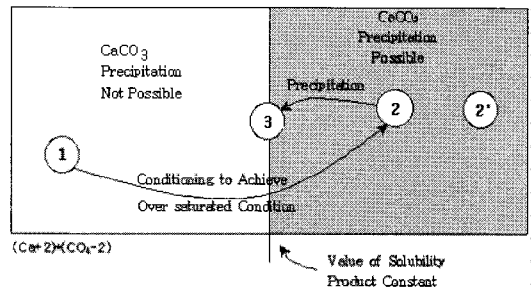 CaCO₃
Precipitation
Not Possible
CaCO₃
Precipitation
Possible
Precipitation
1
2
2'
3
Conditioning to Achieve
Over saturated Condition
(Ca+2)*(CO₄-2)
Value of Solubility
Product Constant